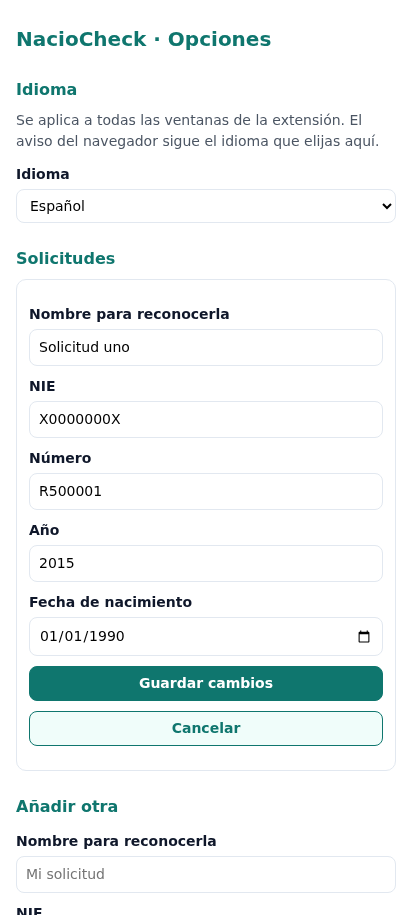 NacioCheck · Opciones
Idioma
Se aplica a todas las ventanas de la extensión. El
aviso del navegador sigue el idioma que elijas aquí.
Idioma
Español
Solicitudes
Nombre para reconocerla
Solicitud uno
NIE
X0000000X
Número
R500001
Año
2015
Fecha de nacimiento
01/01/1990
Guardar cambios
Cancelar
Añadir otra
Nombre para reconocerla
Mi solicitud
NIE